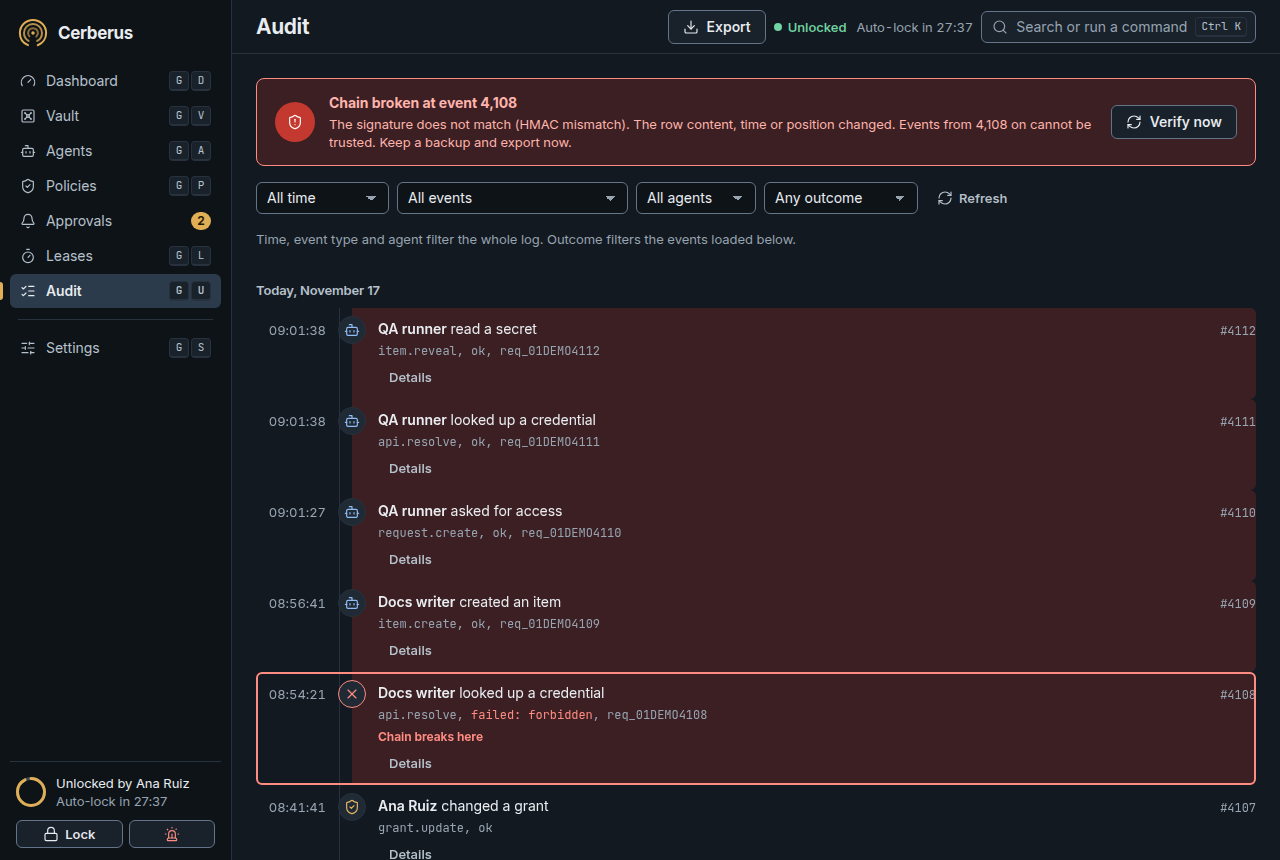 Cerberus
Dashboard G D
Vault G V
Agents G A
Policies G P
Approvals 2
Leases G L
Audit G U
Settings G S
Unlocked by Ana Ruiz
Auto-lock in 27:37
Lock
Audit
Export
Unlocked Auto-lock in 27:37
Search or run a command Ctrl K
Chain broken at event 4,108
The signature does not match (HMAC mismatch). The row content, time or position changed. Events from 4,108 on cannot be
trusted. Keep a backup and export now.
Verify now
All time All events All agents Any outcome Refresh
Time, event type and agent filter the whole log. Outcome filters the events loaded below.
Today, November 17
09:01:38 QA runner read a secret #4112
item.reveal, ok, req_01DEMO4112
Details
09:01:38 QA runner looked up a credential #4111
api.resolve, ok, req_01DEMO4111
Details
09:01:27 QA runner asked for access #4110
request.create, ok, req_01DEMO4110
Details
08:56:41 Docs writer created an item #4109
item.create, ok, req_01DEMO4109
Details
08:54:21 Docs writer looked up a credential #4108
api.resolve, failed: forbidden, req_01DEMO4108
Chain breaks here
Details
08:41:41 Ana Ruiz changed a grant #4107
grant.update, ok
Details